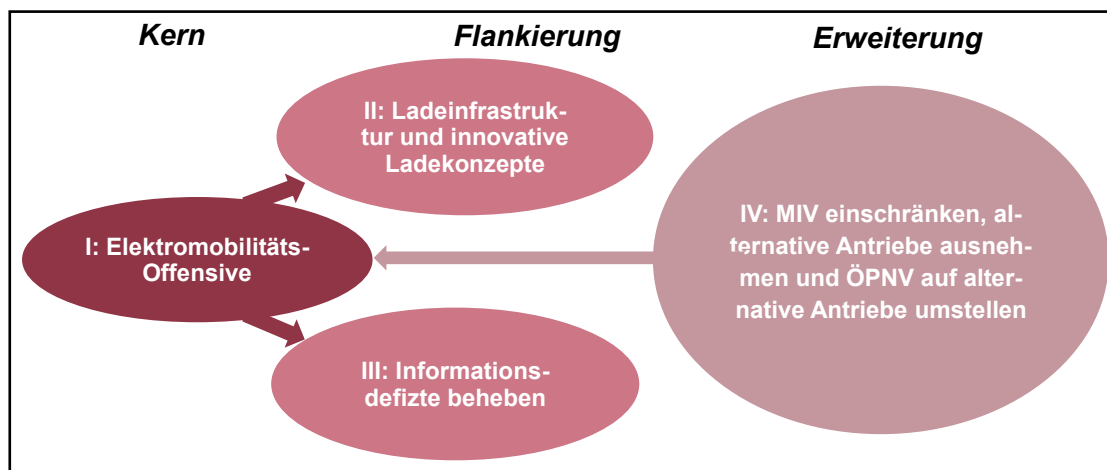 Kern
Flankierung
Erweiterung
II: Ladeinfrastruk-
tur und innovative
Ladekonzepte
I: Elektromobilitäts-
Offensive
III: Informations-
defizte beheben
IV: MIV einschränken, al-
ternative Antriebe ausneh-
men und ÖPNV auf alter-
native Antriebe umstellen